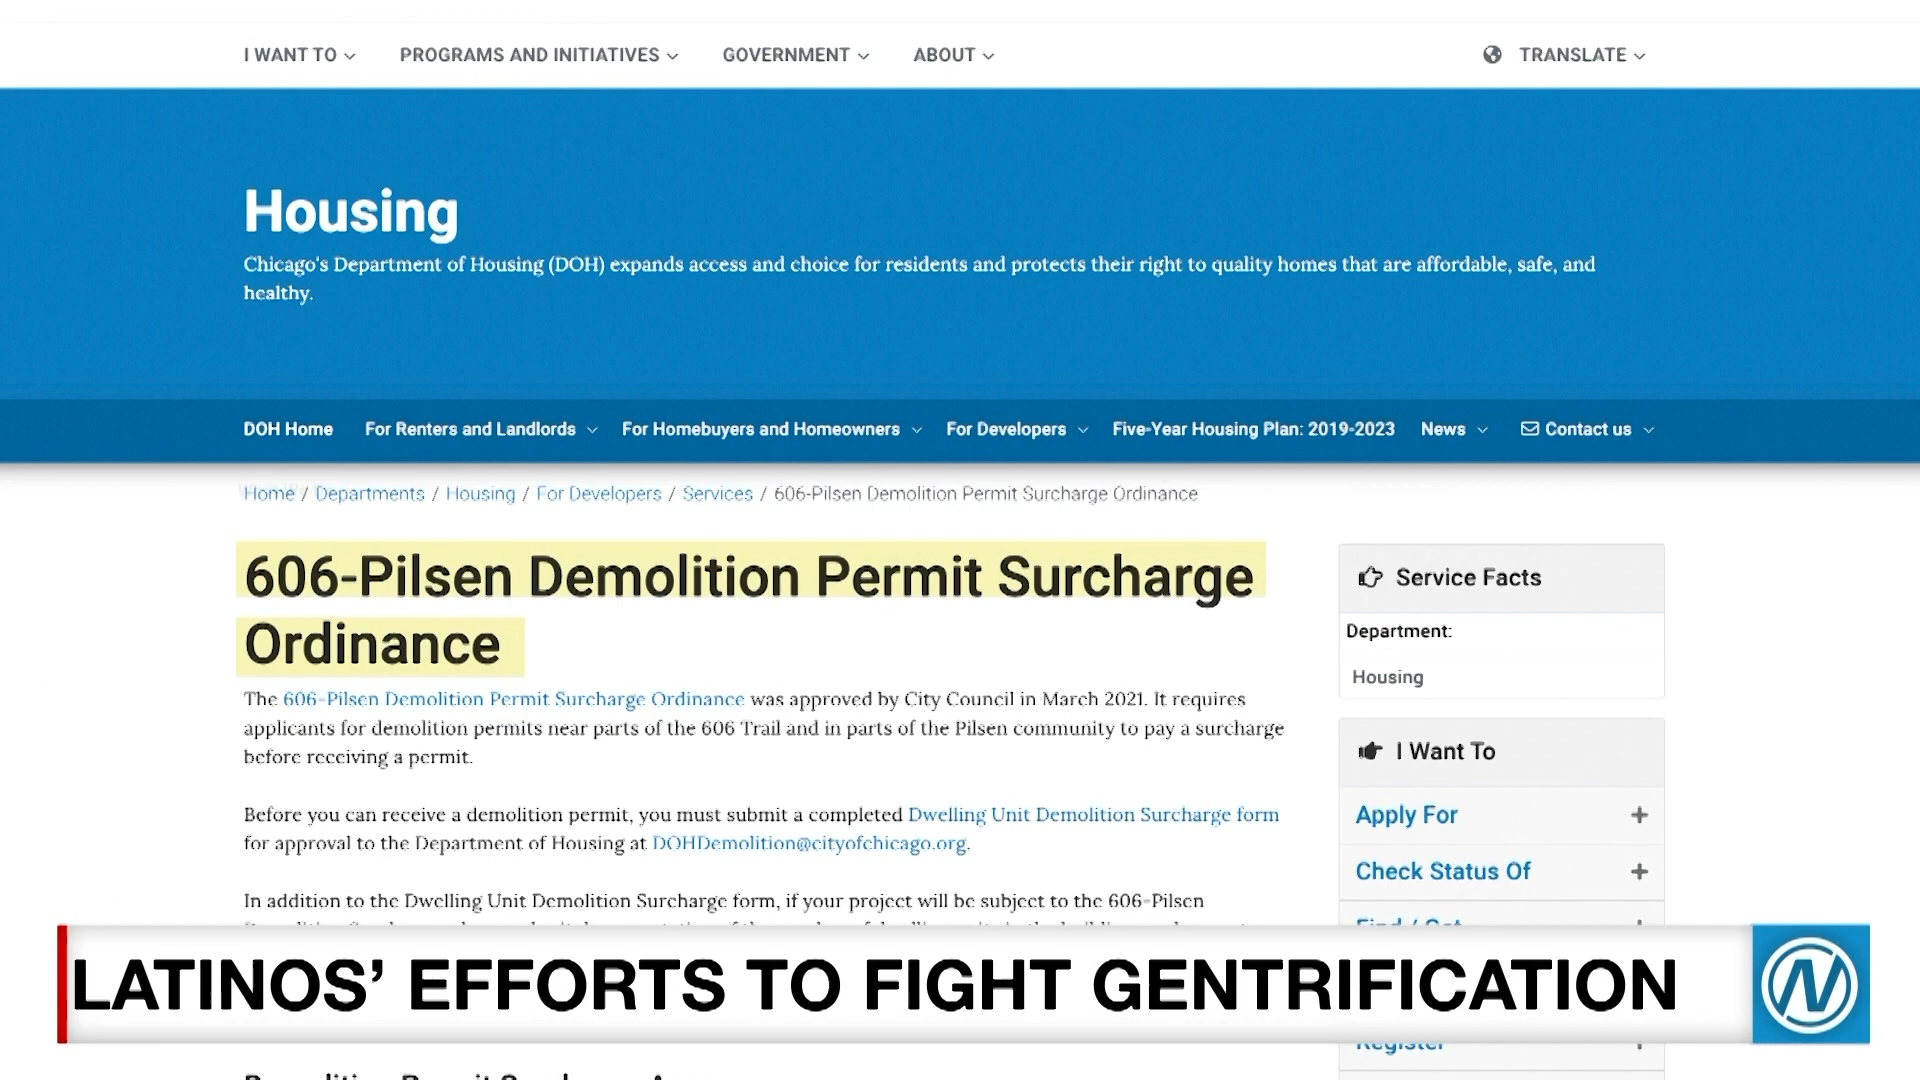 I WANT TO
PROGRAMS AND INITIATIVES
GOVERNMENT
ABOUT
TRANSLATE
Housing
Chicago's Department of Housing (DOH) expands access and choice for residents and protects their right to quality homes that are affordable, safe, and
healthy.
DOH Home
For Renters and Landlords
For Homebuyers and Homeowners
For Developers
Five-Year Housing Plan: 2019-2023
News
Contact us
Home / Departments / Housing / For Developers / Services / 606-Pilsen Demolition Permit Surcharge Ordinance
606-Pilsen Demolition Permit Surcharge
Ordinance
The 606-Pilsen Demolition Permit Surcharge Ordinance was approved by City Council in March 2021. It requires
applicants for demolition permits near parts of the 606 Trail and in parts of the Pilsen community to pay a surcharge
before receiving a permit.
Before you can receive a demolition permit, you must submit a completed Dwelling Unit Demolition Surcharge form
for approval to the Department of Housing at DOHDemolition@cityofchicago.org.
In addition to the Dwelling Unit Demolition Surcharge form, if your project will be subject to the 606-Pilsen
Service Facts
Department:
Housing
I Want To
Apply For
Check Status Of
Register
LATINOS' EFFORTS TO FIGHT GENTRIFICATION